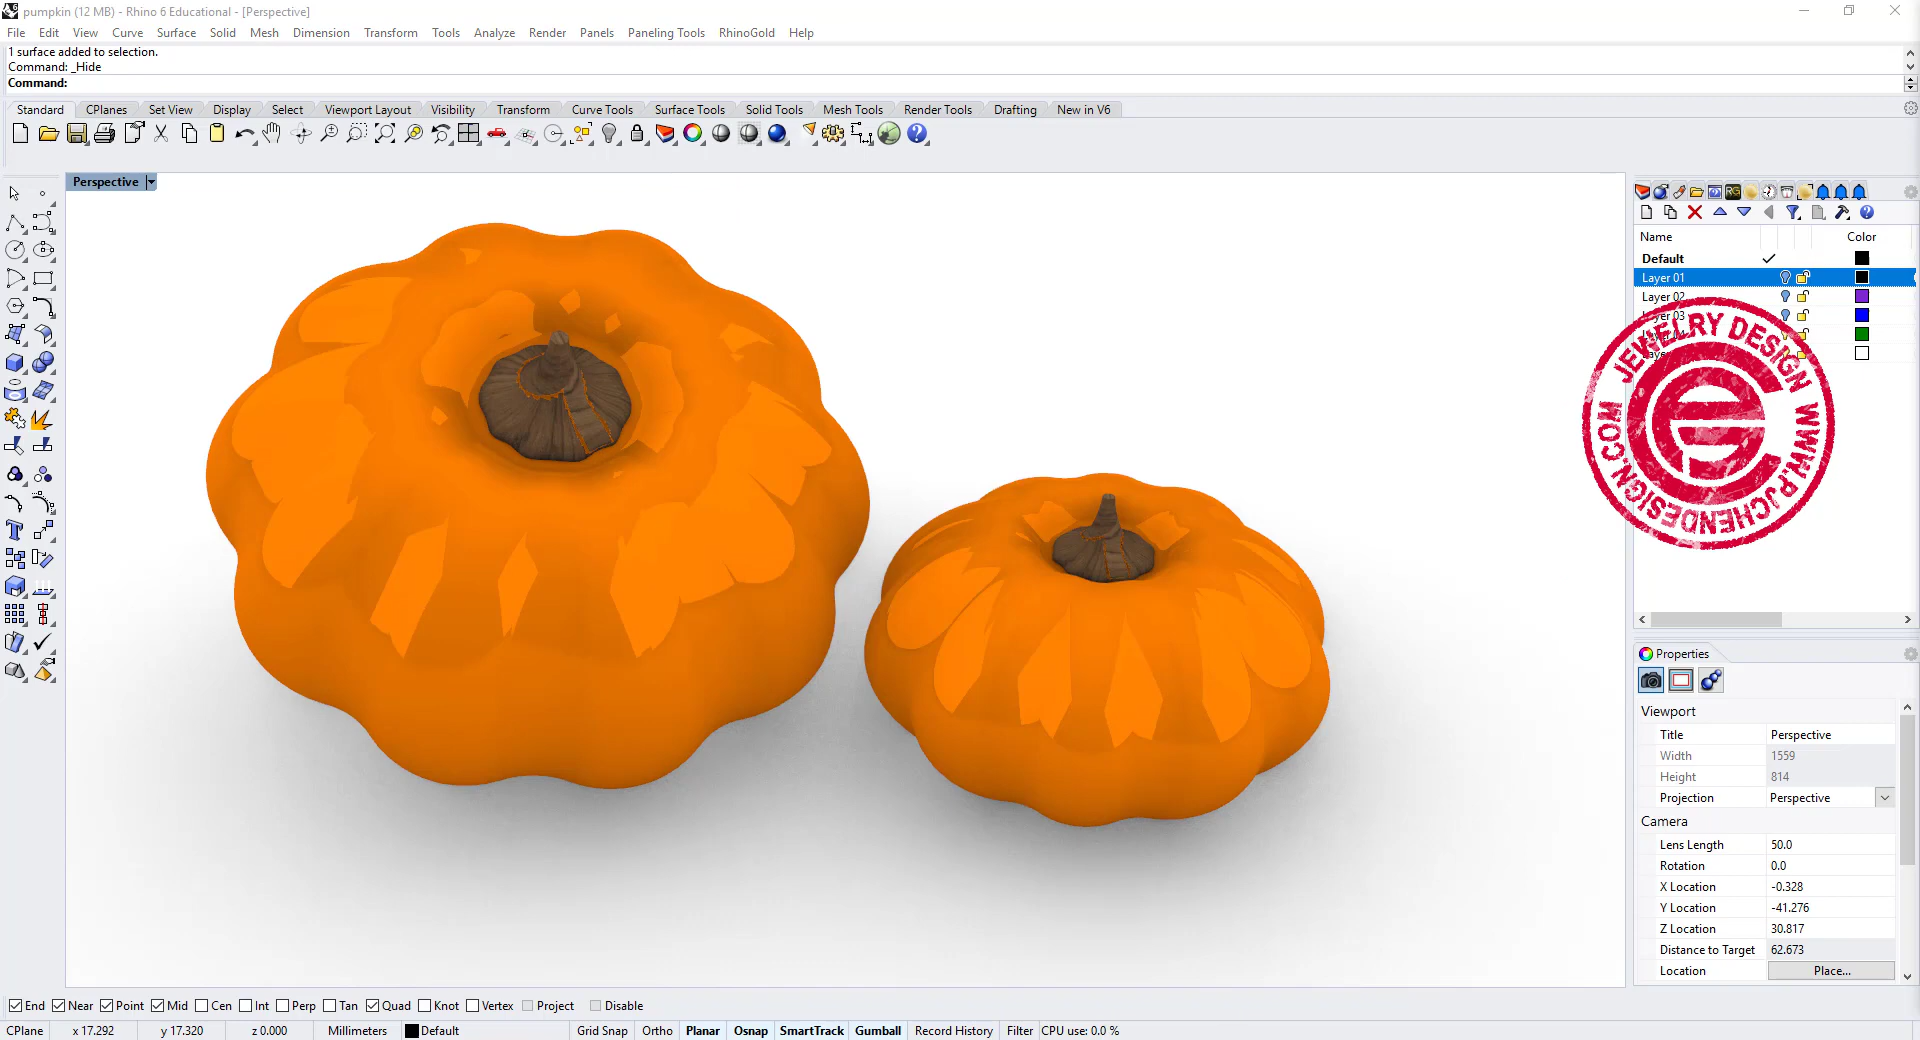 pumpkin (12 MB) - Rhino 6 Educational - [Perspective]
File Edit View Curve Surface Solid Mesh Dimension Transform Tools Analyze Render Panels Paneling Tools RhinoGold Help
1 surface added to selection.
Command: _Hide
Command:
Standard CPlanes Set View Display Select Viewport Layout Visibility Transform Curve Tools Surface Tools Solid Tools Mesh Tools Render Tools Drafting New in V6
Perspective
RG
Name Color
Default
Layer 01
Layer 02
Layer 03
JEWELRY DESIGN
WWW.PJCHENDESIGN.COM
Properties
Viewport
Title Perspective
Width 1559
Height 814
Projection Perspective
Camera
Lens Length 50.0
Rotation 0.0
X Location -0.328
Y Location -41.276
Z Location 30.817
Distance to Target 62.673
Location Place...
End Near Point Mid Cen Int Perp Tan Quad Knot Vertex Project Disable
CPlane x 17.292 y 17.320 z 0.000 Millimeters Default Grid Snap Ortho Planar Osnap SmartTrack Gumball Record History Filter CPU use: 0.0 %